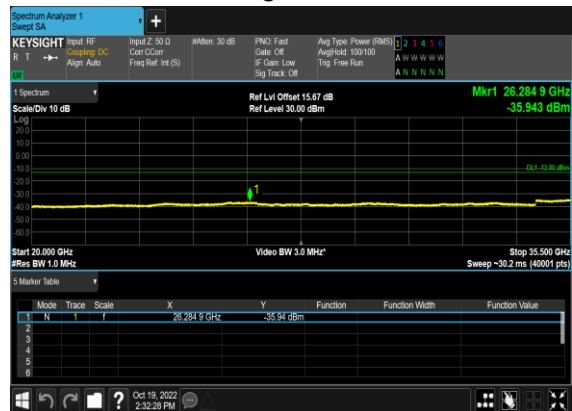 Spectrum Analyzer 1
Swept SA
+
KEYSIGHT Input: RF Input Z: 50 Ω #Atten: 30 dB PNO: Fast Avg Type: Power (RMS) 1 2 3 4 5 6
R T Coupling: DC Corr CCorr Gate: Off Avg|Hold: 100/100 A W W W W W
Align: Auto Freq Ref: Int (S) IF Gain: Low Trig: Free Run
Sig Track: Off A N N N N N
1 Spectrum
Ref Lvl Offset 15.67 dB Mkr1 26.284 9 GHz
Scale/Div 10 dB Ref Level 30.00 dBm -35.943 dBm
Log
20.0
10.0
0.00
-10.0
DL1 -13.00 dBm
-20.0
1
-30.0
-40.0
-50.0
-60.0
Start 20.000 GHz Video BW 3.0 MHz* Stop 35.500 GHz
#Res BW 1.0 MHz Sweep ~30.2 ms (40001 pts)
5 Marker Table
Mode Trace Scale X Y Function Function Width Function Value
1 N 1 f 26.284 9 GHz -35.94 dBm
2
3
4
5
6
? Oct 19, 2022
2:32:28 PM